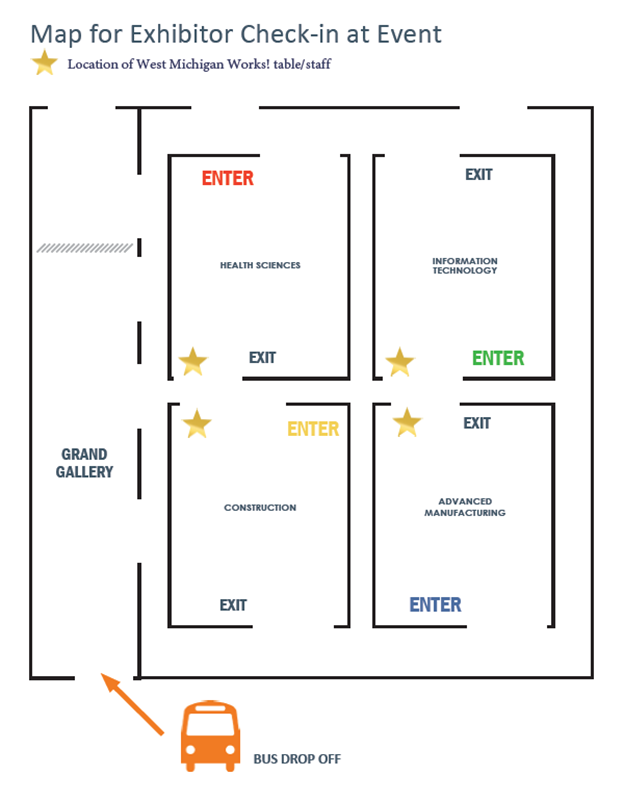 Map for Exhibitor Check-in at Event
Location of West Michigan Works! table/staff
ENTER
EXIT
HEALTH SCIENCES
INFORMATION
TECHNOLOGY
EXIT
ENTER
ENTER
EXIT
GRAND
GALLERY
CONSTRUCTION
ADVANCED
MANUFACTURING
EXIT
ENTER
BUS DROP OFF